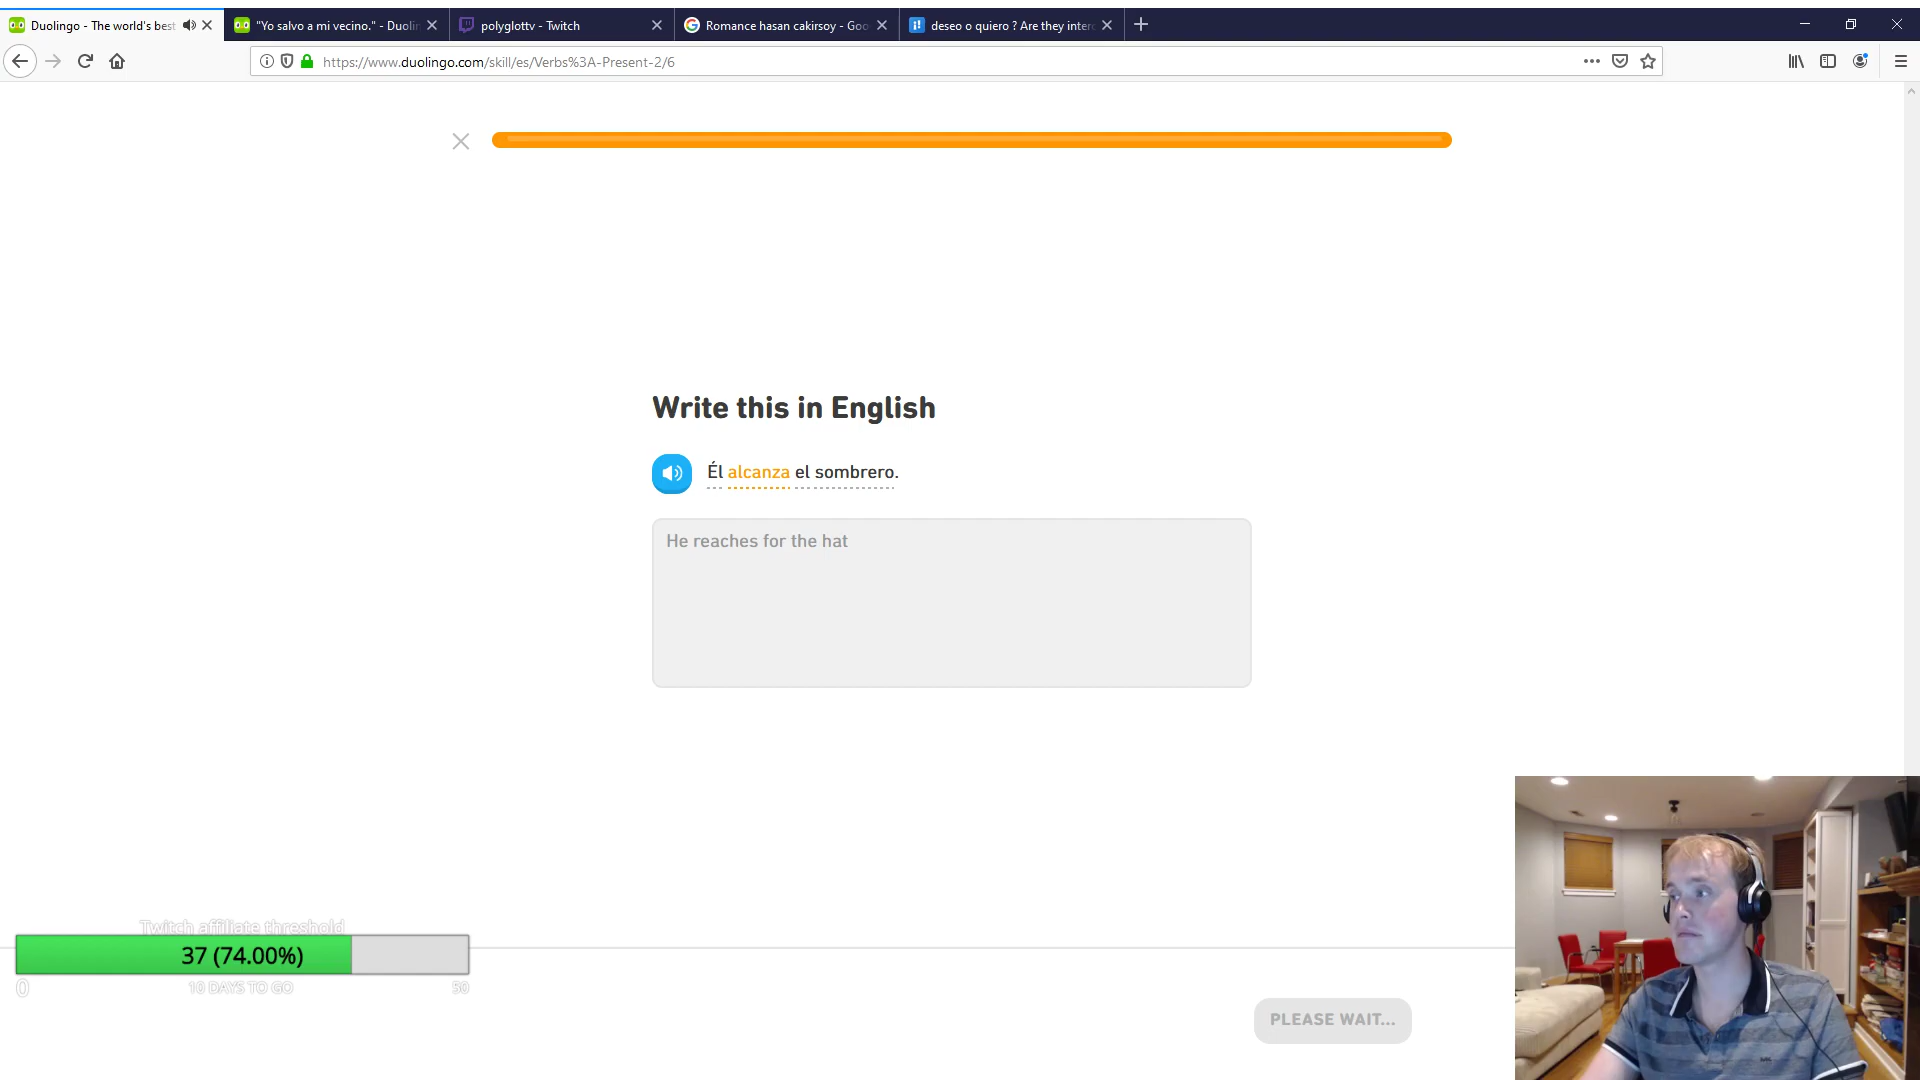 Duolingo - The world's best
"Yo salvo a mi vecino." - Duolin
polyglottv - Twitch
Romance hasan cakirsoy - Goo
deseo o quiero ? Are they interc
https://www.duolingo.com/skill/es/Verbs%3A-Present-2/6
Write this in English
Él alcanza el sombrero.
He reaches for the hat
Twitch affiliate threshold
37 (74.00%)
0
10 DAYS TO GO
50
PLEASE WAIT...